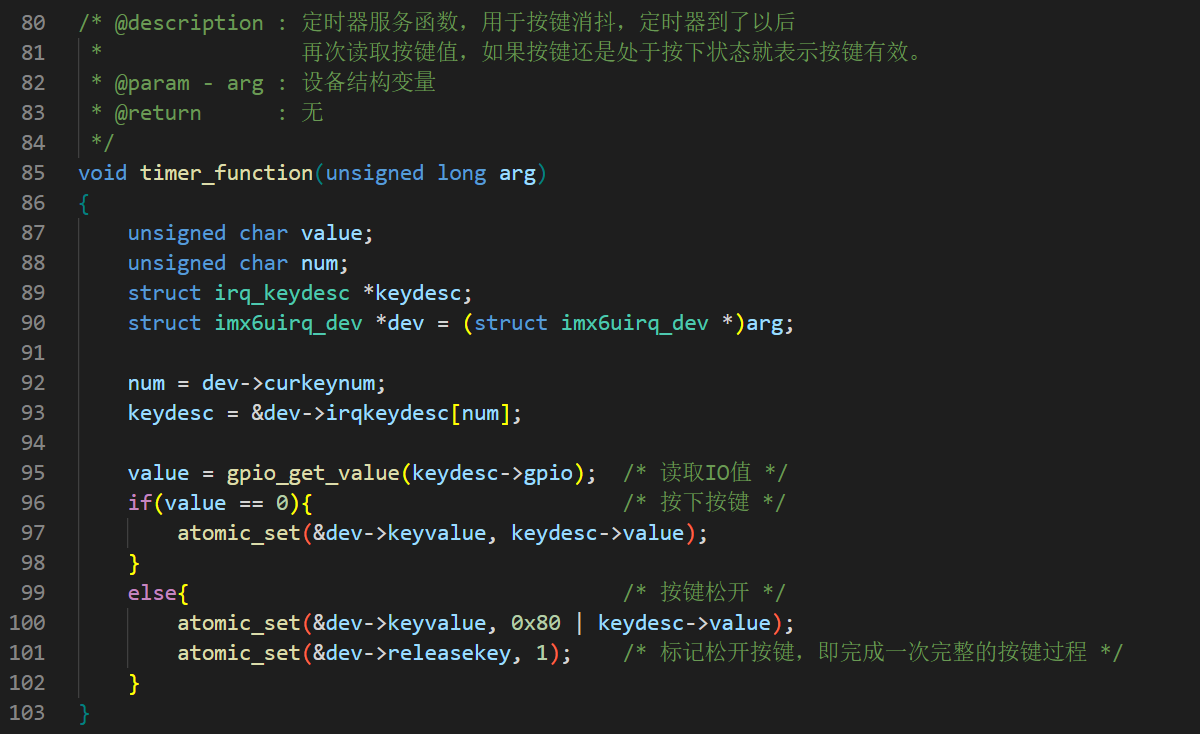 80 /* @description : 定时器服务函数，用于按键消抖，定时器到了以后
81  *                再次读取按键值，如果按键还是处于按下状态就表示按键有效。
82  * @param - arg : 设备结构变量
83  * @return      : 无
84  */
85 void timer_function(unsigned long arg)
86 {
87     unsigned char value;
88     unsigned char num;
89     struct irq_keydesc *keydesc;
90     struct imx6uirq_dev *dev = (struct imx6uirq_dev *)arg;
91
92     num = dev->curkeynum;
93     keydesc = &dev->irqkeydesc[num];
94
95     value = gpio_get_value(keydesc->gpio);  /* 读取IO值 */
96     if(value == 0){                         /* 按下按键 */
97         atomic_set(&dev->keyvalue, keydesc->value);
98     }
99     else{                                   /* 按键松开 */
100         atomic_set(&dev->keyvalue, 0x80 | keydesc->value);
101         atomic_set(&dev->releasekey, 1);    /* 标记松开按键，即完成一次完整的按键过程 */
102     }
103 }